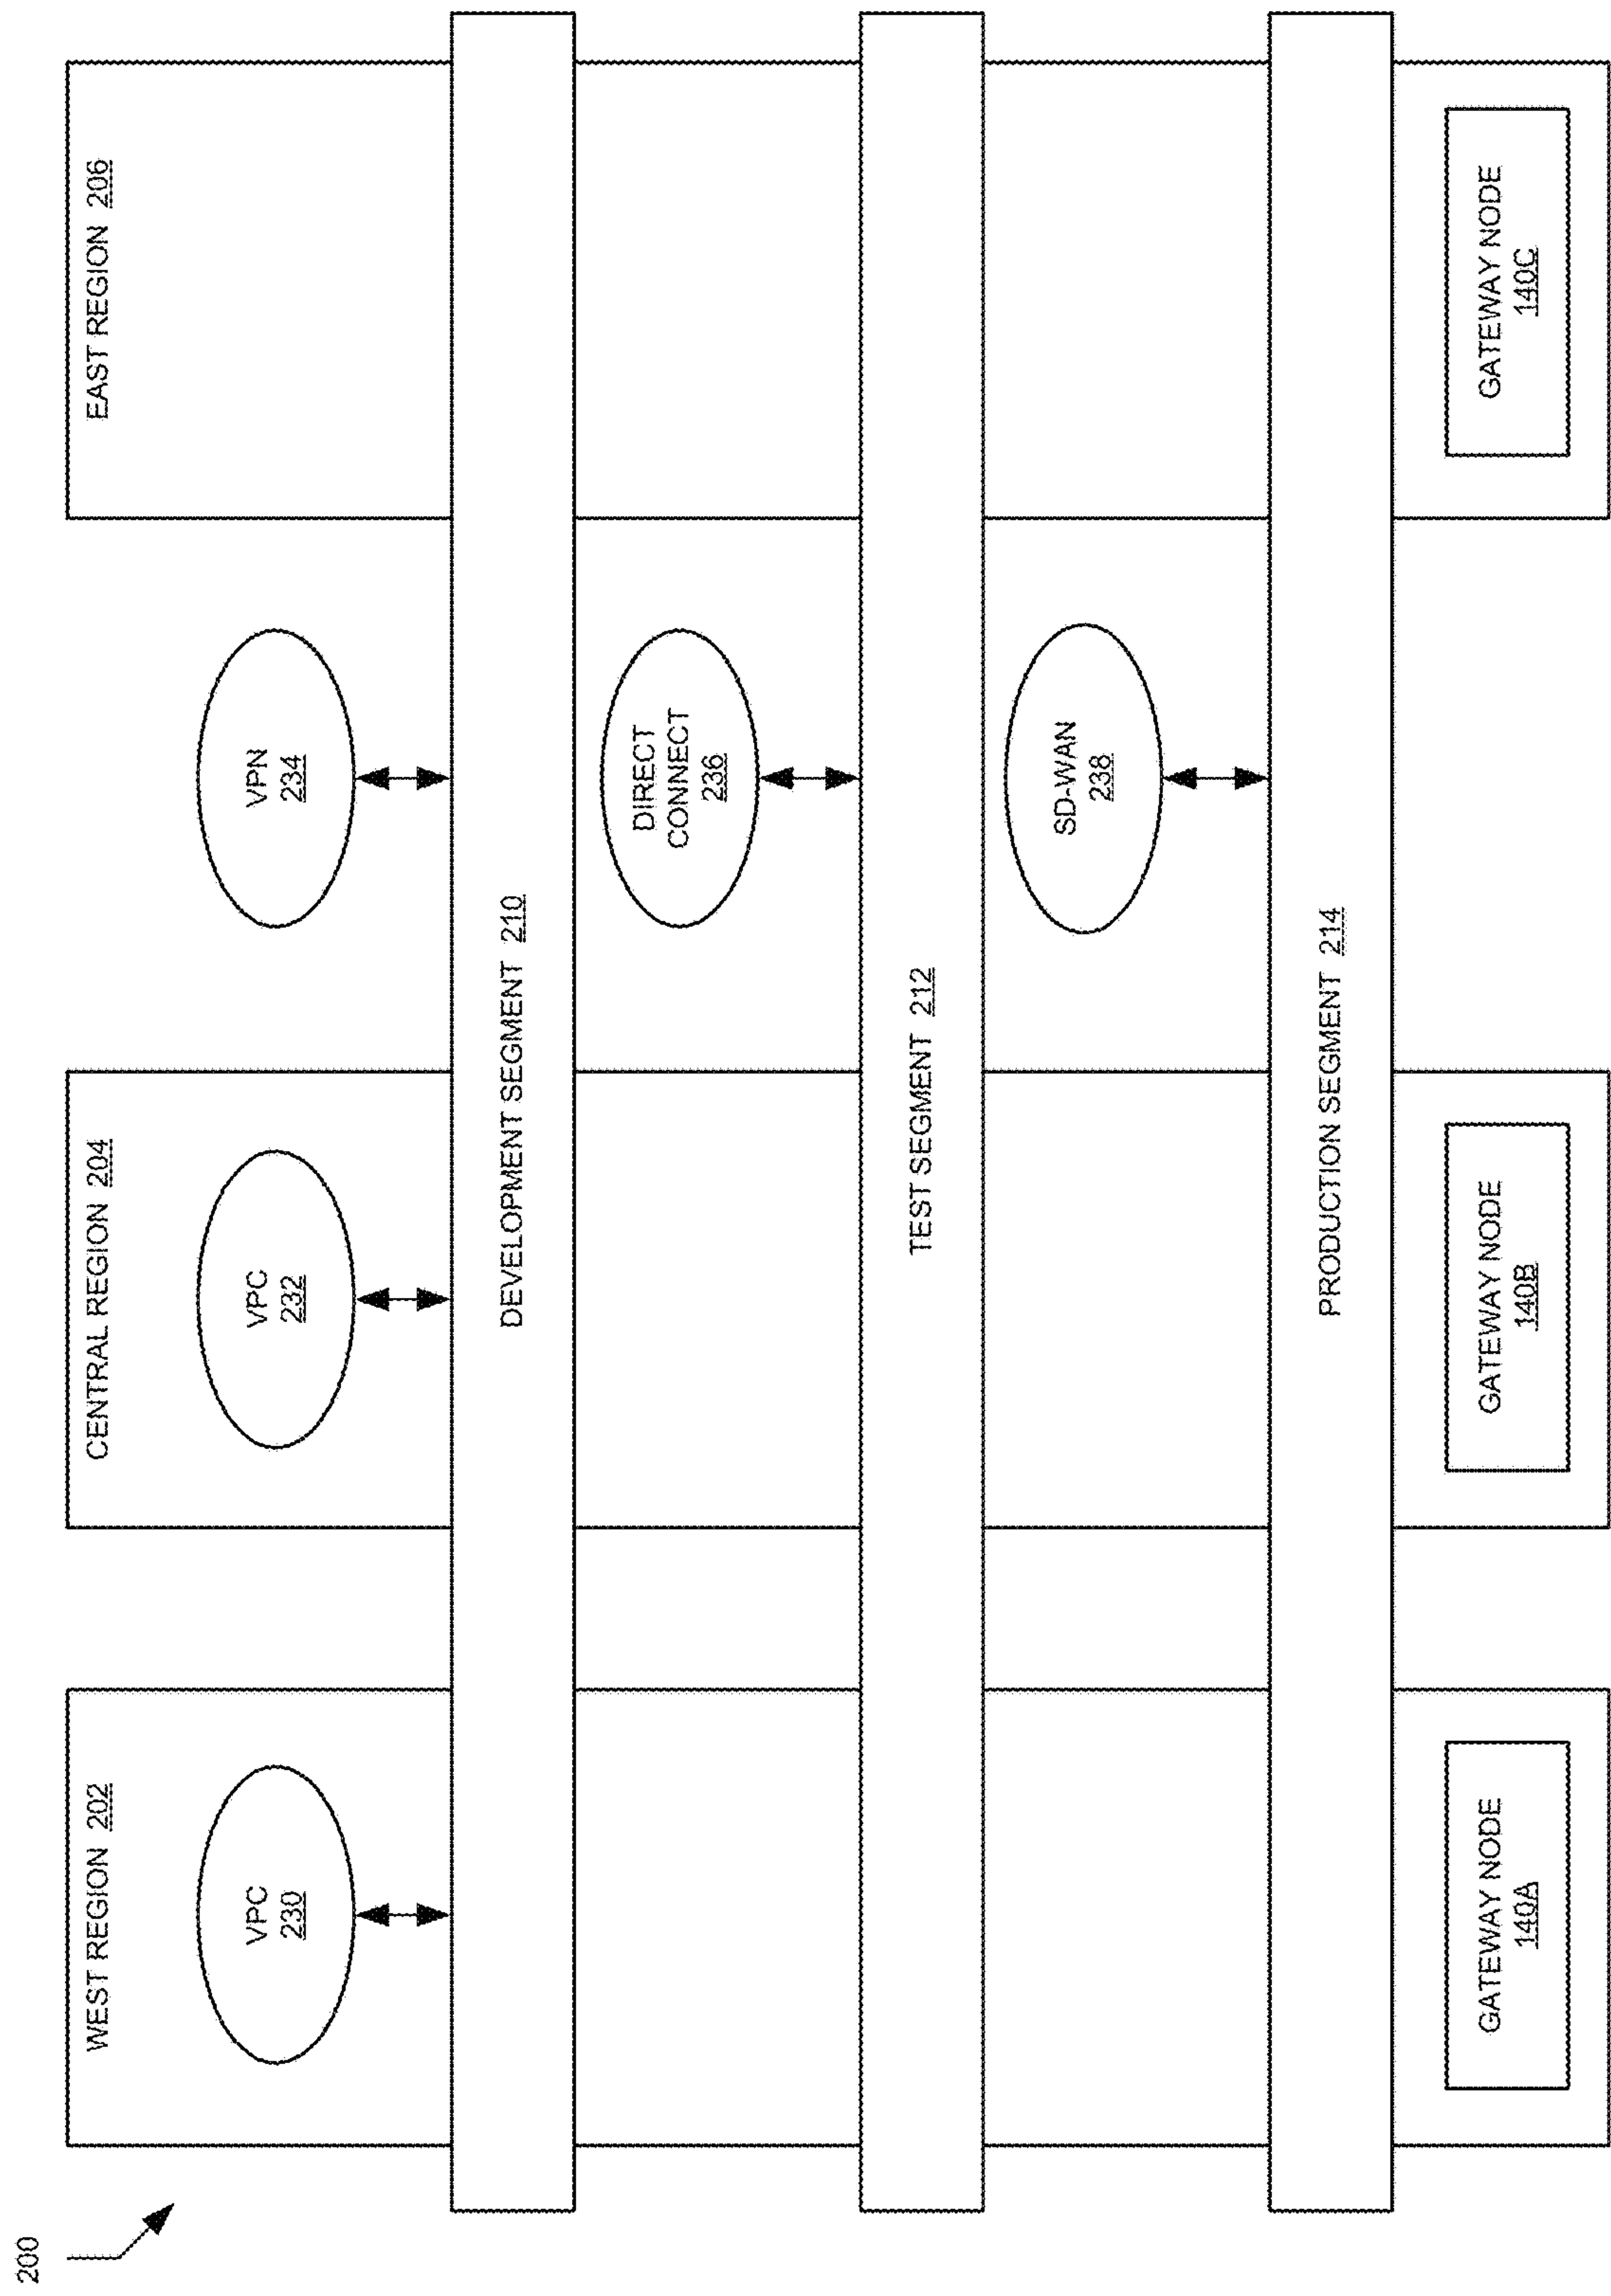 200
WEST REGION 202
CENTRAL REGION 204
EAST REGION 206
VPC
230
VPC
232
VPN
234
DEVELOPMENT SEGMENT 210
DIRECT
CONNECT
236
TEST SEGMENT 212
SD-WAN
238
PRODUCTION SEGMENT 214
GATEWAY NODE
140A
GATEWAY NODE
140B
GATEWAY NODE
140C